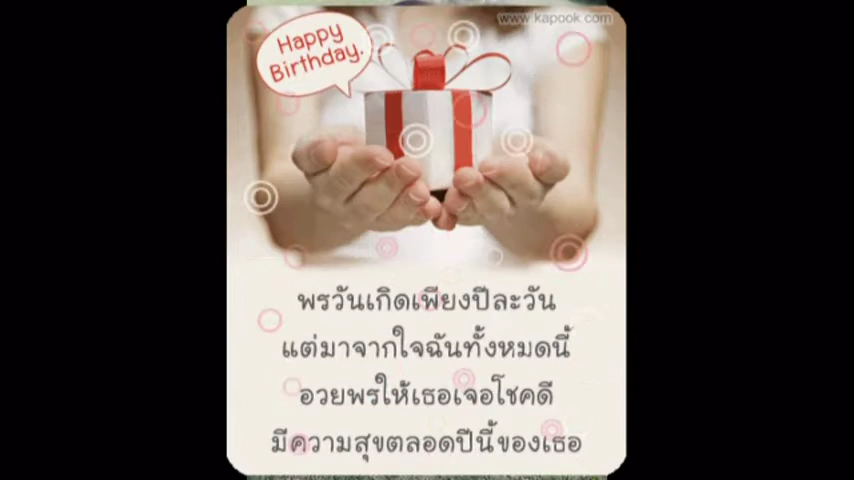 www.kapook.com
Happy
Birthday.
พรวันเกิดเพียงปีละวัน
แต่มาจากใจฉันทั้งหมดนี้
อวยพรให้เธอเจอโชคดี
มีความสุขตลอดปีนี้ของเธอ